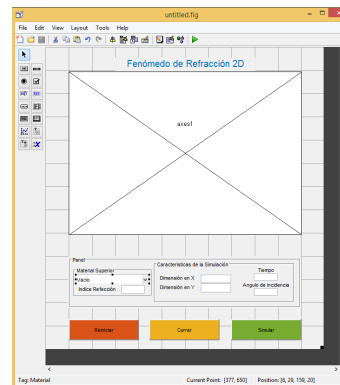 untitled.fig
File Edit View Layout Tools Help
Fenómedo de Refracción 2D
axes1
Panel
Material Superior
Vacio
Indice Refacción
Caracteristicas de la Simulación
Dimensión en X
Dimensión en Y
Tiempo
Angulo de incidencia
Reiniciar
Cerrar
Simular
Tag: Material
Current Point: [377, 650]
Position: [6, 29, 159, 20]